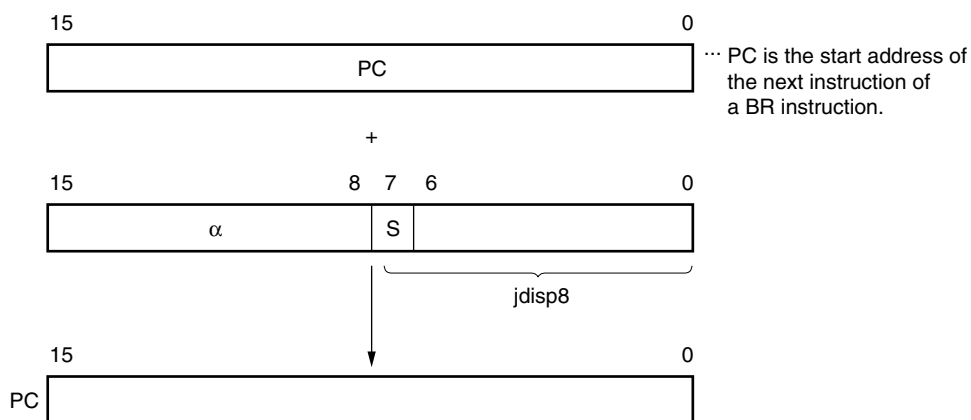 15 0
PC
... PC is the start address of
the next instruction of
a BR instruction.
+
15 8 7 6 0
α S
jdisp8
15 0
PC